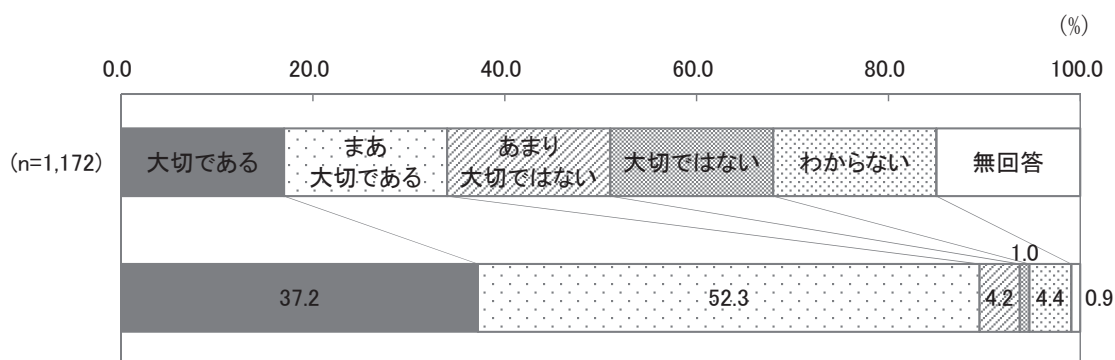 (%)
0.0 20.0 40.0 60.0 80.0 100.0
(n=1,172)
大切である
まあ
大切である
あまり
大切ではない
大切ではない
わからない
無回答
1.0
37.2 52.3 4.2 4.4 0.9